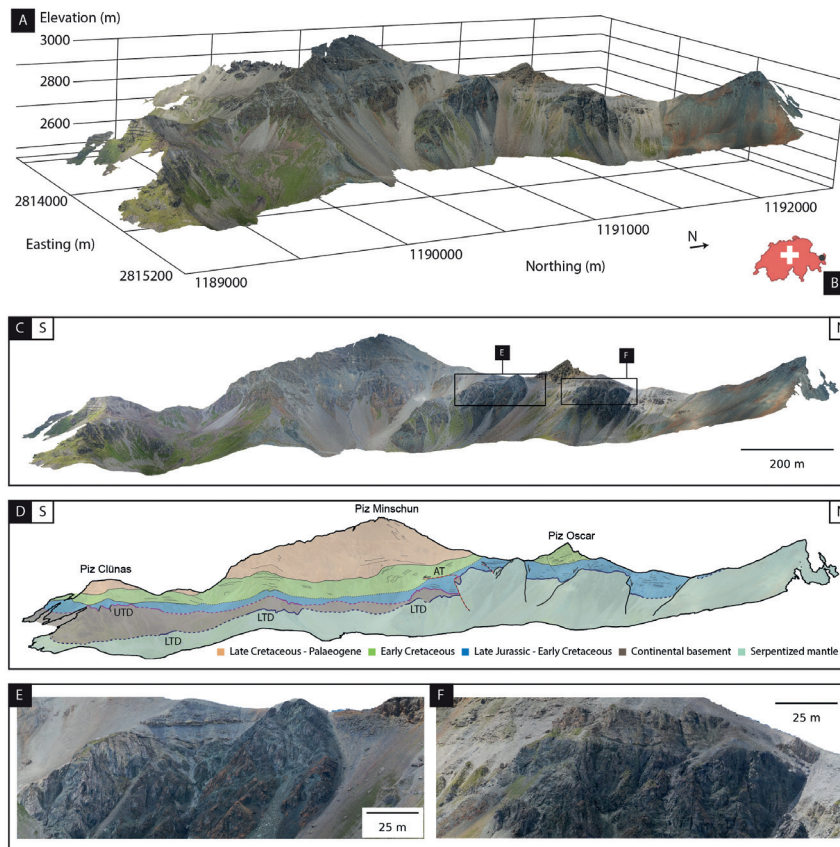 A
Elevation (m)
3000
2800
2600
2814000
Easting (m)
2815200
1189000
1190000
1191000
1192000
Northing (m)
N
B
C S
E
F
200 m
D S
Piz Minschun
Piz Clünas
Piz Oscar
AT
UTD
LTD
LTD
LTD
Late Cretaceous - Palaeogene Early Cretaceous Late Jurassic - Early Cretaceous Continental basement Serpentized mantle
E
25 m
F
25 m